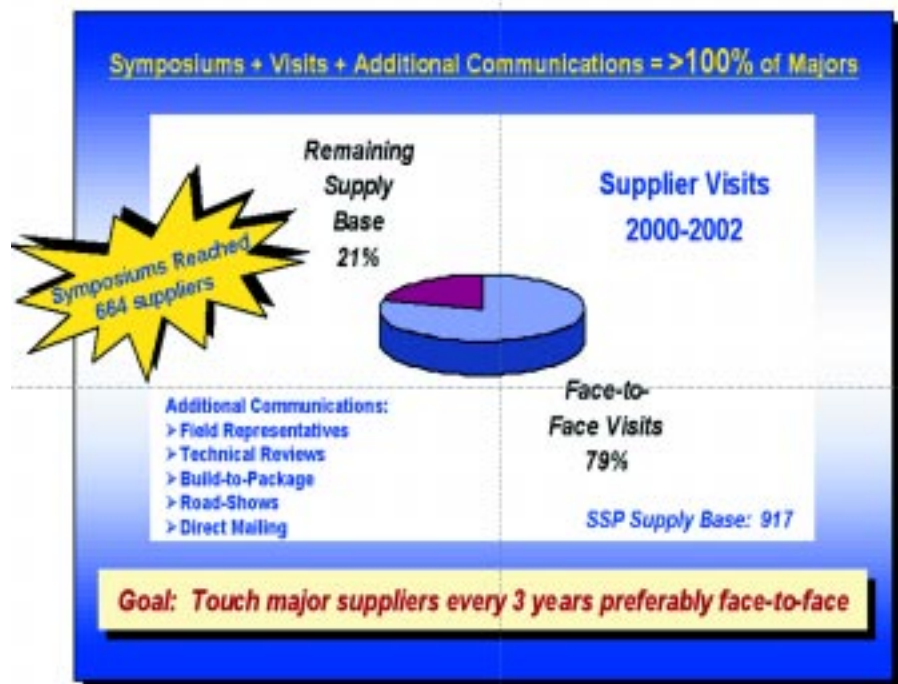 Symposiums + Visits + Additional Communications = >100% of Majors
Remaining
Supply
Base
21%
Supplier Visits
2000-2002
Symposiums Reached
664 suppliers
Face-to-
Face Visits
79%
Additional Communications:
➢ Field Representatives
➢ Technical Reviews
➢ Build-to-Package
➢ Road-Shows
➢ Direct Mailing
SSP Supply Base: 917
Goal: Touch major suppliers every 3 years preferably face-to-face